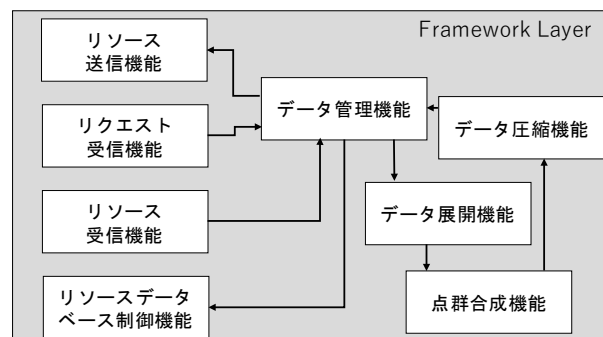 Framework Layer
リソース
送信機能
リクエスト
受信機能
リソース
受信機能
リソースデータ
ベース制御機能
データ管理機能
データ圧縮機能
データ展開機能
点群合成機能